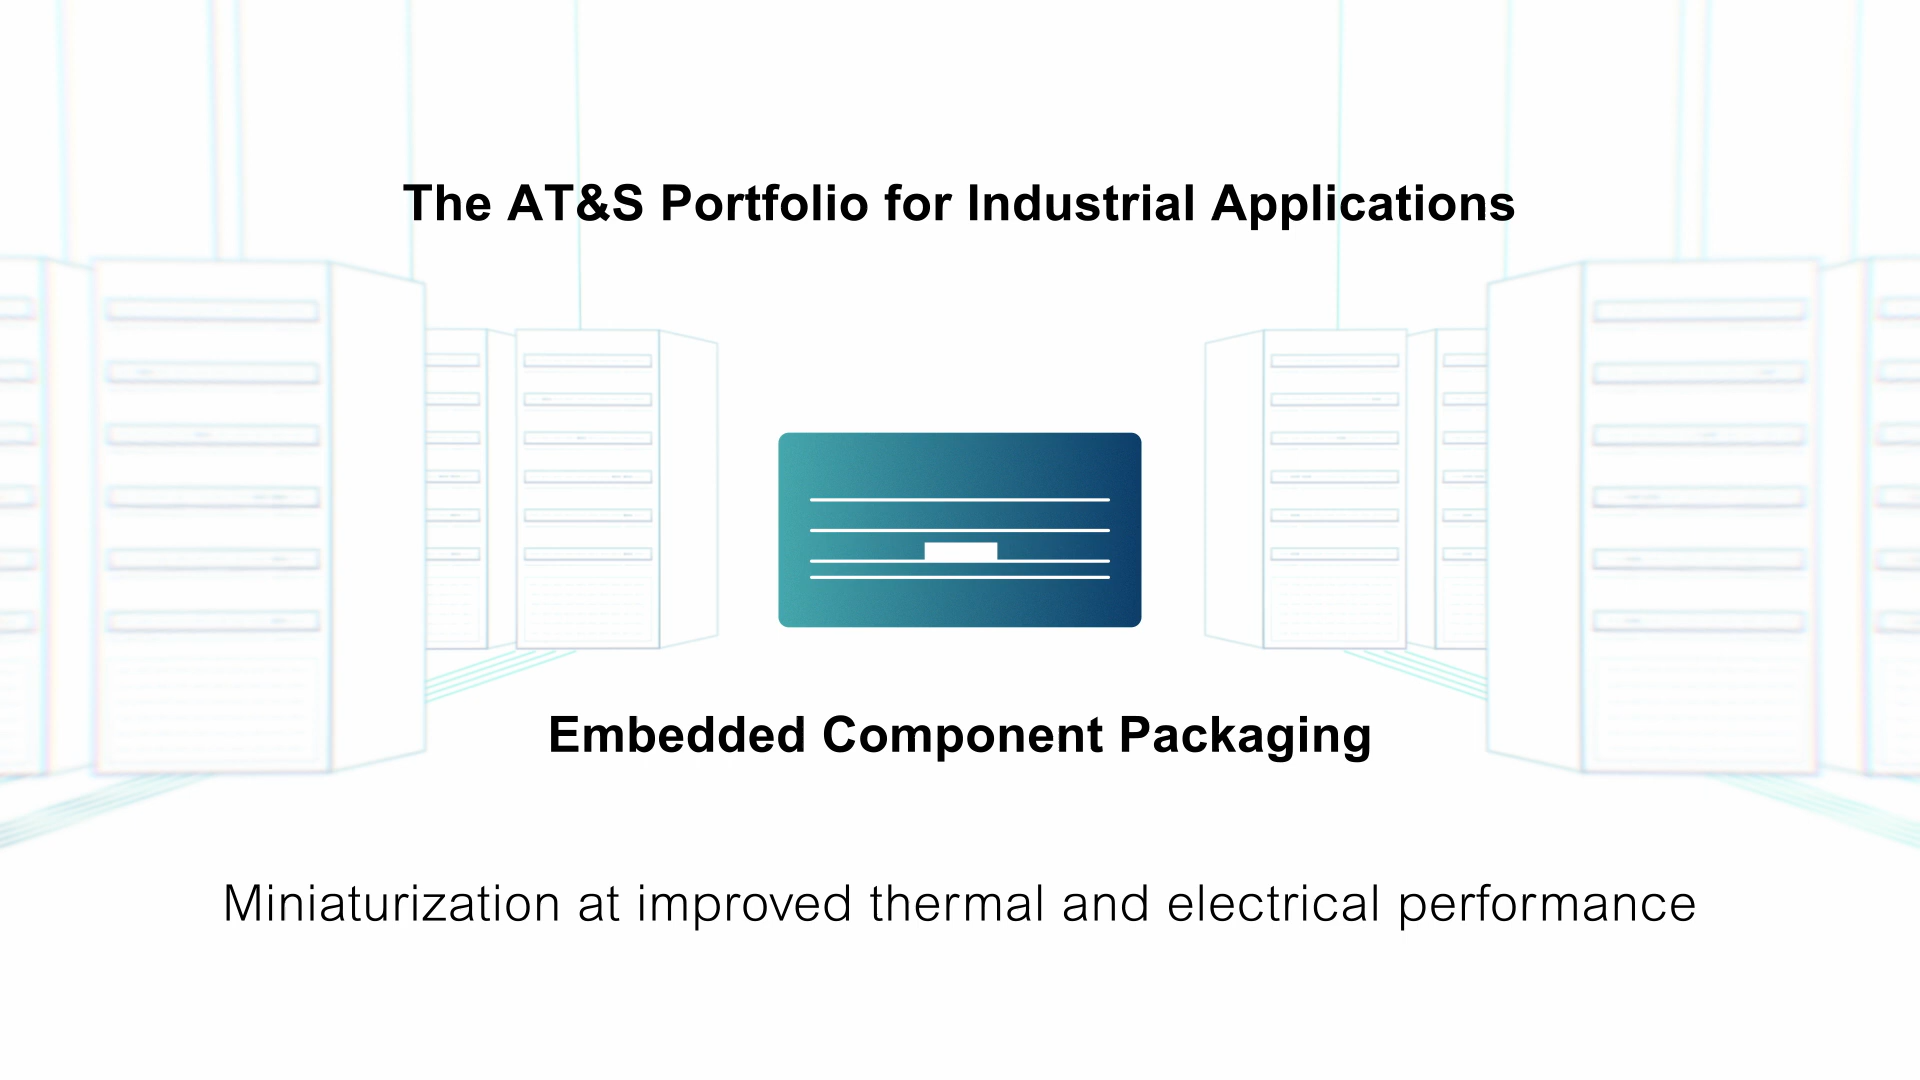 The AT&S Portfolio for Industrial Applications
Embedded Component Packaging
Miniaturization at improved thermal and electrical performance